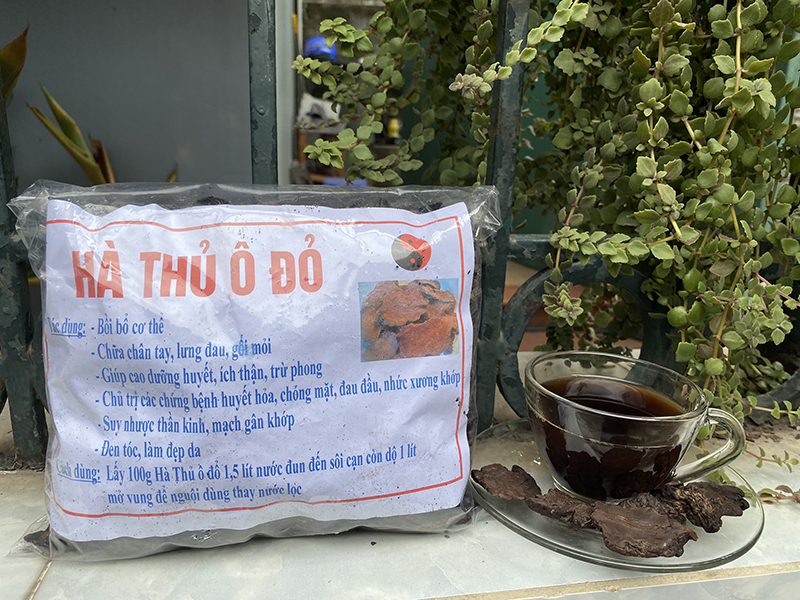 HÀ THỦ Ô ĐỎ
Tác dụng: - Bồi bổ cơ thể
- Chữa chân tay, lưng đau, gối mỏi
- Giúp cao dưỡng huyết, ích thận, trừ phong
- Chủ trị các chứng bệnh huyết hỏa, chóng mặt, đau đầu, nhức xương khớp
- Suy nhược thần kinh, mạch gân khớp
- Đen tóc, làm đẹp da
Cách dùng: Lấy 100g Hà Thủ ô đỏ 1,5 lít nước đun đến sôi cạn còn độ 1 lít
mở vung để nguội dùng thay nước lọc